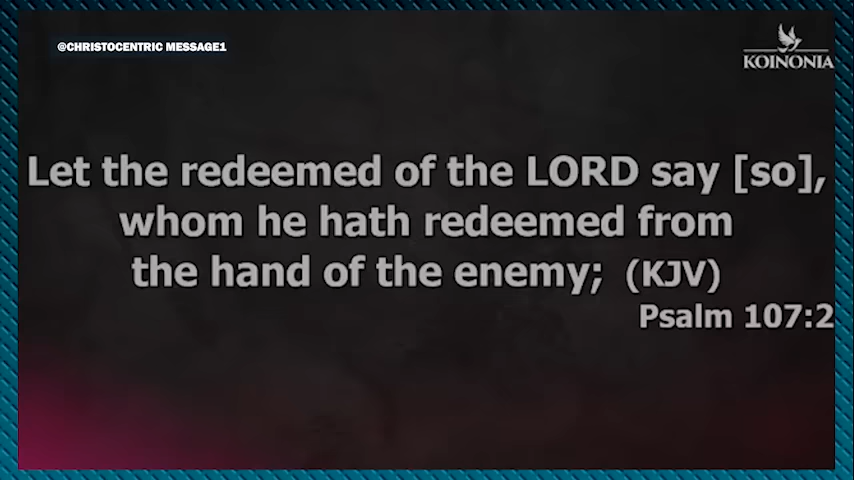 @CHRISTOCENTRIC MESSAGE1
KOINONIA
Let the redeemed of the LORD say [so],
whom he hath redeemed from
the hand of the enemy; (KJV)
Psalm 107:2